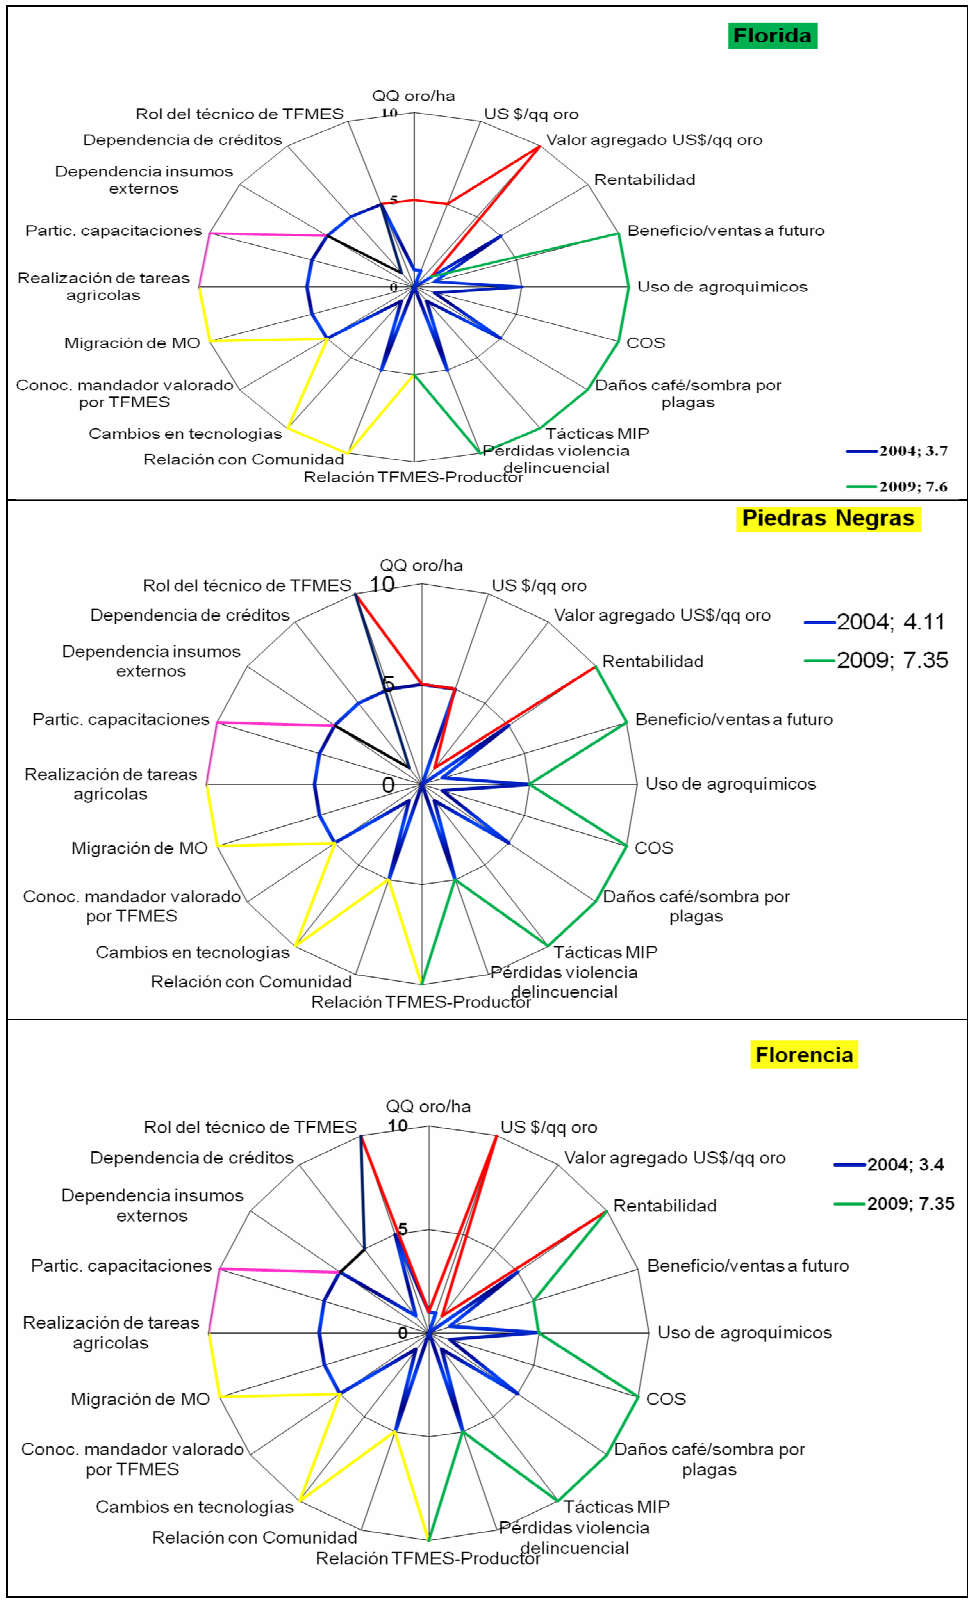 Florida
QQ oro/ha
10
Rol del técnico de TFMES
US $/qq oro
Dependencia de créditos
Valor agregado US$/qq oro
Dependencia insumos
externos
Rentabilidad
5
Partic. capacitaciones
Beneficio/ventas a futuro
Realización de tareas
agrícolas
0
Uso de agroquímicos
Migración de MO
COS
Conoc. mandador valorado
por TFMES
Daños café/sombra por
plagas
Cambios en tecnologías
Tácticas MIP
Relación con Comunidad
Pérdidas violencia
delincuencial
Relación TFMES-Productor
2004; 3.7
2009; 7.6
Piedras Negras
QQ oro/ha
10
Rol del técnico de TFMES
US $/qq oro
Dependencia de créditos
Valor agregado US$/qq oro
2004; 4.11
2009; 7.35
Dependencia insumos
externos
Rentabilidad
5
Partic. capacitaciones
Beneficio/ventas a futuro
Realización de tareas
agrícolas
0
Uso de agroquímicos
Migración de MO
COS
Conoc. mandador valorado
por TFMES
Daños café/sombra por
plagas
Cambios en tecnologías
Tácticas MIP
Relación con Comunidad
Pérdidas violencia
delincuencial
Relación TFMES-Productor
Florencia
QQ oro/ha
10
Rol del técnico de TFMES
US $/qq oro
Dependencia de créditos
Valor agregado US$/qq oro
2004; 3.4
2009; 7.35
Dependencia insumos
externos
Rentabilidad
5
Partic. capacitaciones
Beneficio/ventas a futuro
Realización de tareas
agrícolas
0
Uso de agroquímicos
Migración de MO
COS
Conoc. mandador valorado
por TFMES
Daños café/sombra por
plagas
Cambios en tecnologías
Tácticas MIP
Relación con Comunidad
Pérdidas violencia
delincuencial
Relación TFMES-Productor